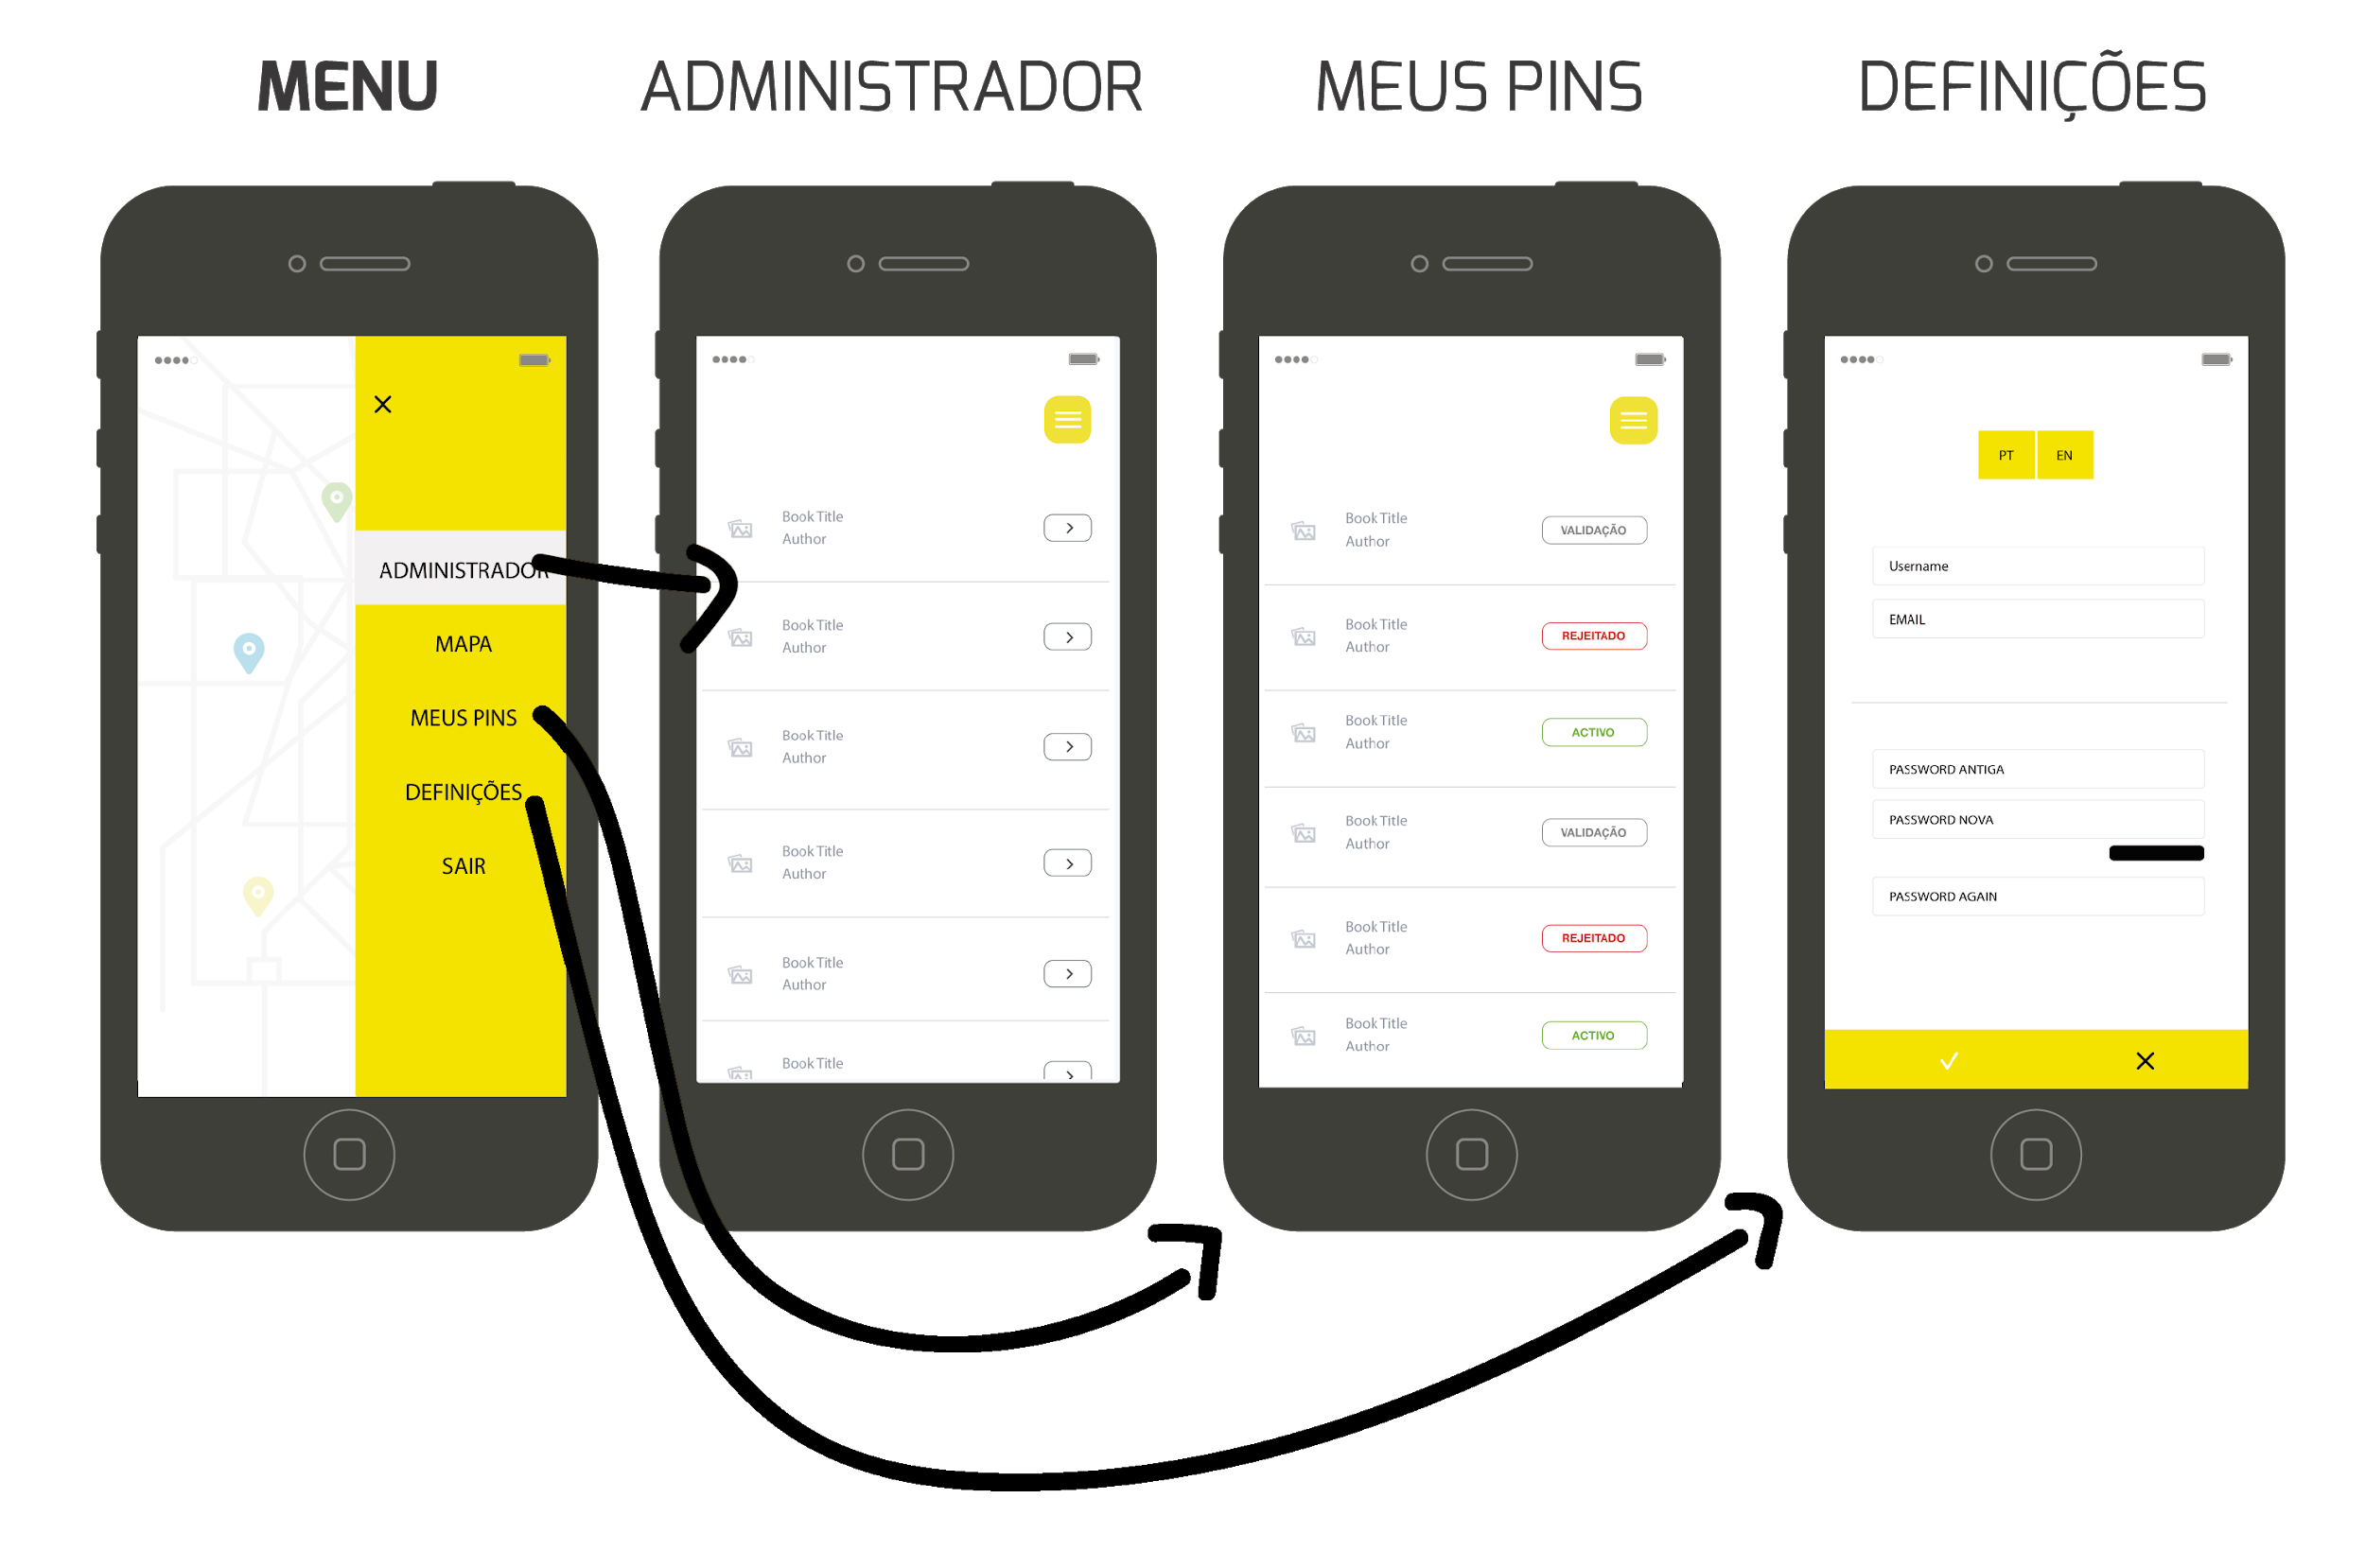 MENU
ADMINISTRADOR
MEUS PINS
DEFINIÇÕES
ADMINISTRADOR
MAPA
MEUS PINS
DEFINIÇÕES
SAIR
Book Title
Author
Book Title
Author
Book Title
Author
Book Title
Author
Book Title
Author
Book Title
Book Title
Author
VALIDAÇÃO
Book Title
Author
REJEITADO
Book Title
Author
ACTIVO
Book Title
Author
VALIDAÇÃO
Book Title
Author
REJEITADO
Book Title
Author
ACTIVO
PT
EN
Username
EMAIL
PASSWORD ANTIGA
PASSWORD NOVA
PASSWORD AGAIN